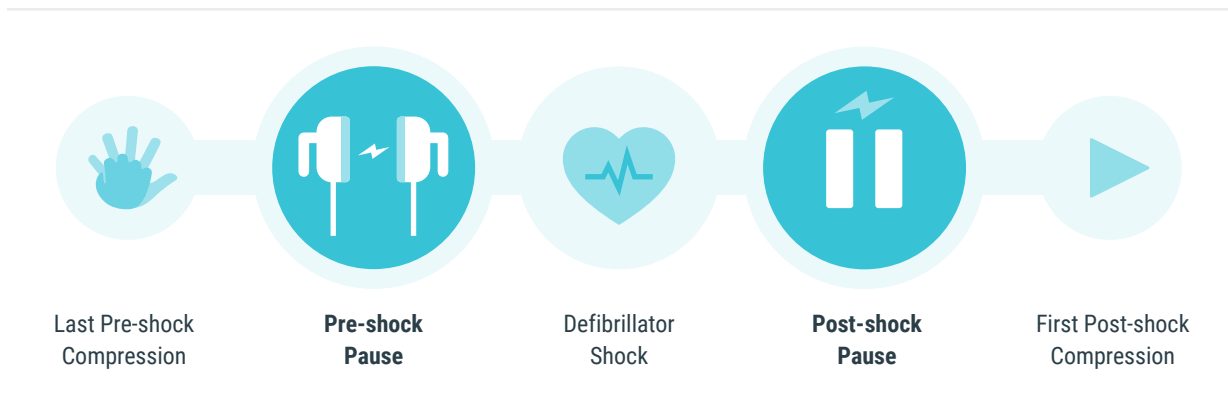 Last Pre-shock
Compression
Pre-shock
Pause
Defibrillator
Shock
Post-shock
Pause
First Post-shock
Compression